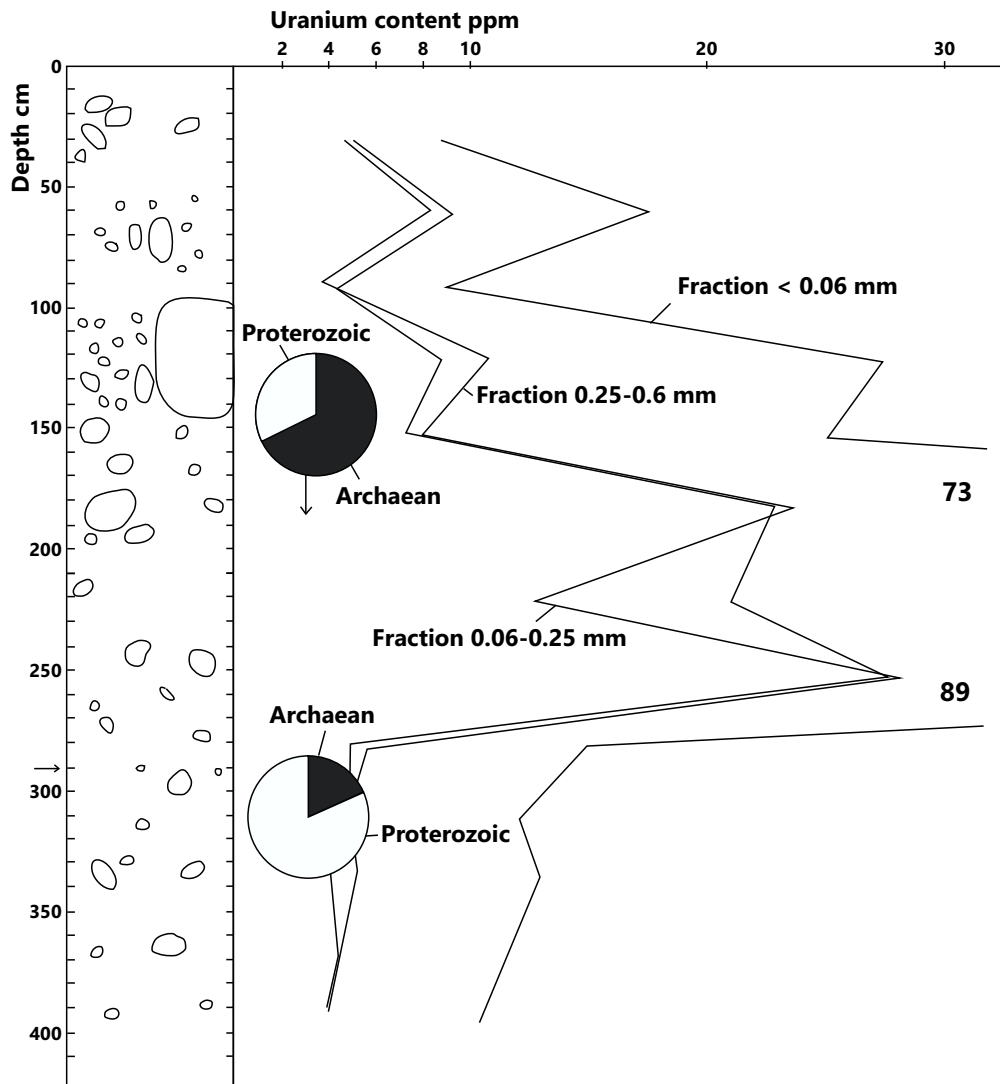 Uranium content ppm
2 4 6 8 10 20 30
Depth cm
0
50
100
150
200
250
300
350
400
Fraction < 0.06 mm
Proterozoic
Fraction 0.25-0.6 mm
Archaean
73
Fraction 0.06-0.25 mm
89
Archaean
Proterozoic